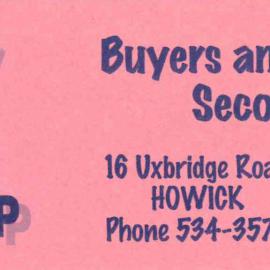 Buyers an
Seco
16 Uxbridge Roa
HOWICK
P
Phone 534-357